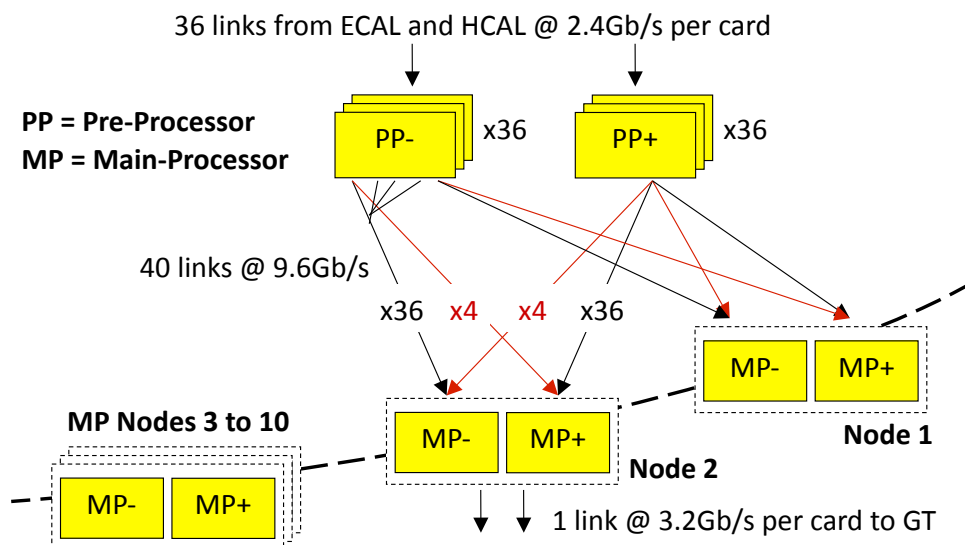 36 links from ECAL and HCAL @ 2.4Gb/s per card
PP = Pre-Processor
MP = Main-Processor
PP-
x36
PP+
x36
40 links @ 9.6Gb/s
x36
x4
x4
x36
MP-
MP+
Node 1
MP Nodes 3 to 10
MP-
MP+
Node 2
MP-
MP+
1 link @ 3.2Gb/s per card to GT